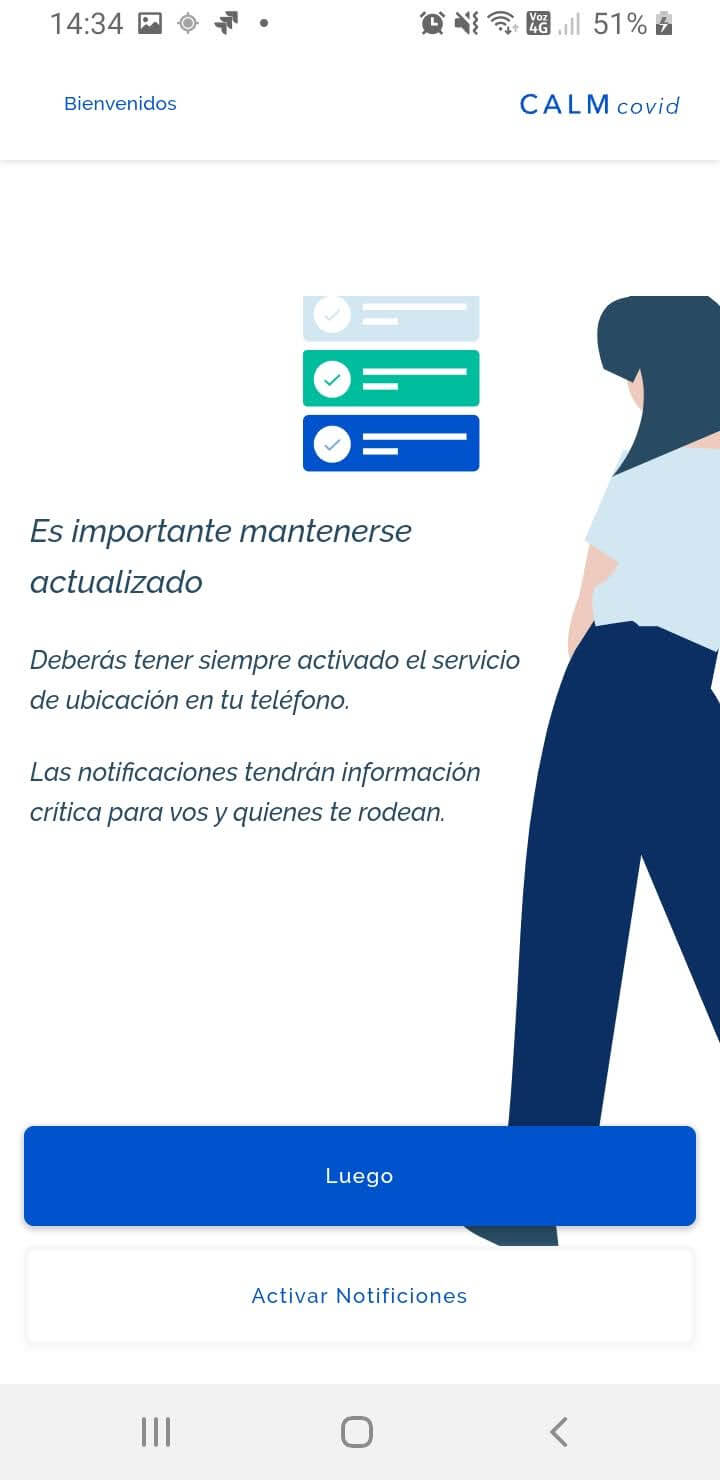 14:34
Voz 4G
51%
Bienvenidos
CALM covid
Es importante mantenerse
actualizado
Deberás tener siempre activado el servicio
de ubicación en tu teléfono.
Las notificaciones tendrán información
crítica para vos y quienes te rodean.
Luego
Activar Notificiones